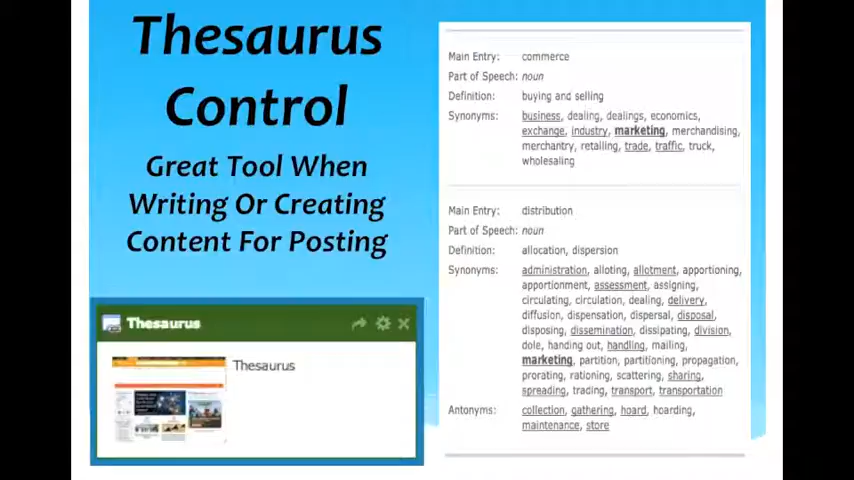 Thesaurus
Control
Great Tool When
Writing Or Creating
Content For Posting
Thesaurus
Thesaurus
Main Entry: commerce
Part of Speech: noun
Definition: buying and selling
Synonyms: business, dealing, dealings, economics,
exchange, industry, marketing, merchandising,
merchantry, retailing, trade, traffic, truck,
wholesaling
Main Entry: distribution
Part of Speech: noun
Definition: allocation, dispersion
Synonyms: administration, alloting, allotment, apportioning,
apportionment, assessment, assigning,
circulating, circulation, dealing, delivery,
diffusion, dispensation, dispersal, disposal,
disposing, dissemination, dissipating, division,
dole, handing out, handling, mailing,
marketing, partition, partitioning, propagation,
prorating, rationing, scattering, sharing,
spreading, trading, transport, transportation
Antonyms: collection, gathering, hoard, hoarding,
maintenance, store